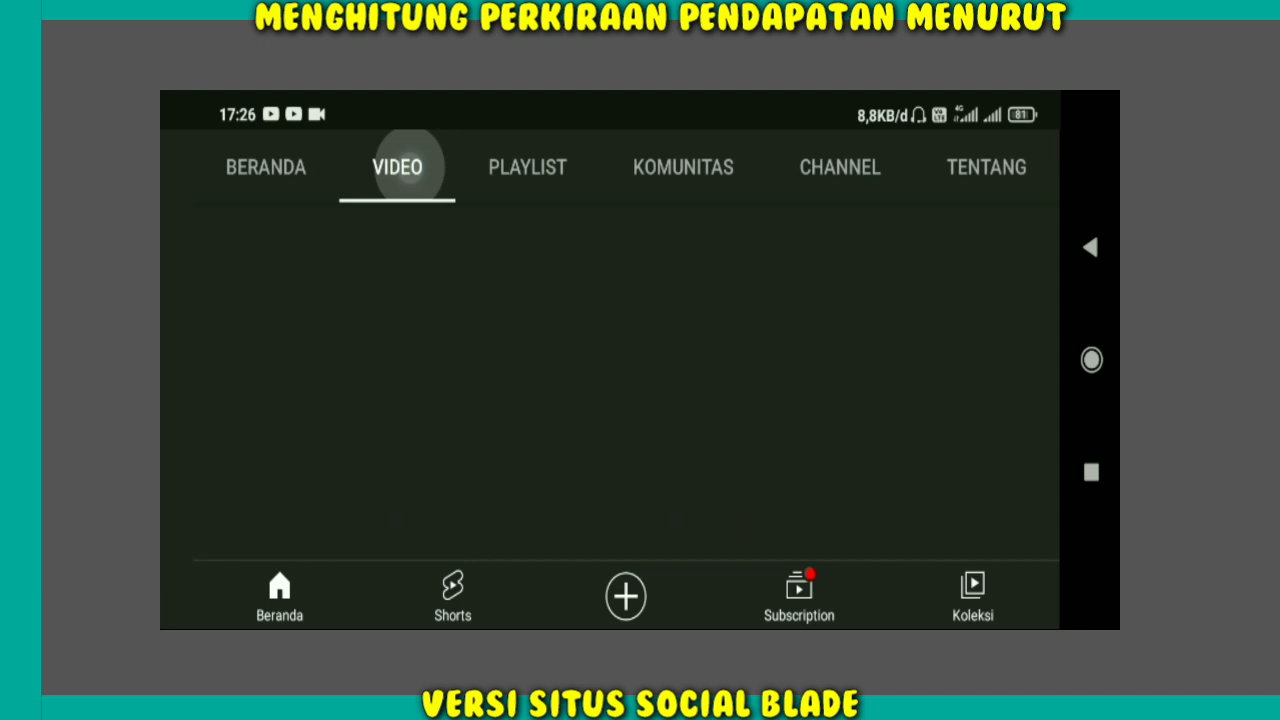 MENGHITUNG PERKIRAAN PENDAPATAN MENURUT
17:26 8,8KB/d 4G 81
BERANDA VIDEO PLAYLIST KOMUNITAS CHANNEL TENTANG
Beranda Shorts Subscription Koleksi
VERSI SITUS SOCIAL BLADE